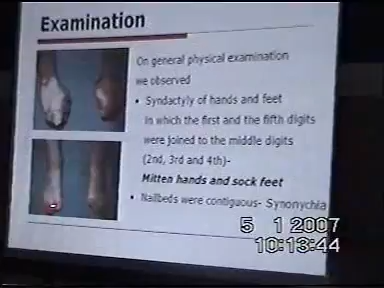 Examination
On general physical examination
we observed
• Syndactyly of hands and feet
in which the first and the fifth digits
were joined to the middle digits
(2nd, 3rd and 4th)-
Mitten hands and sock feet
• Nailbeds were contiguous- Synonychia
5 1 2007
10:13:44